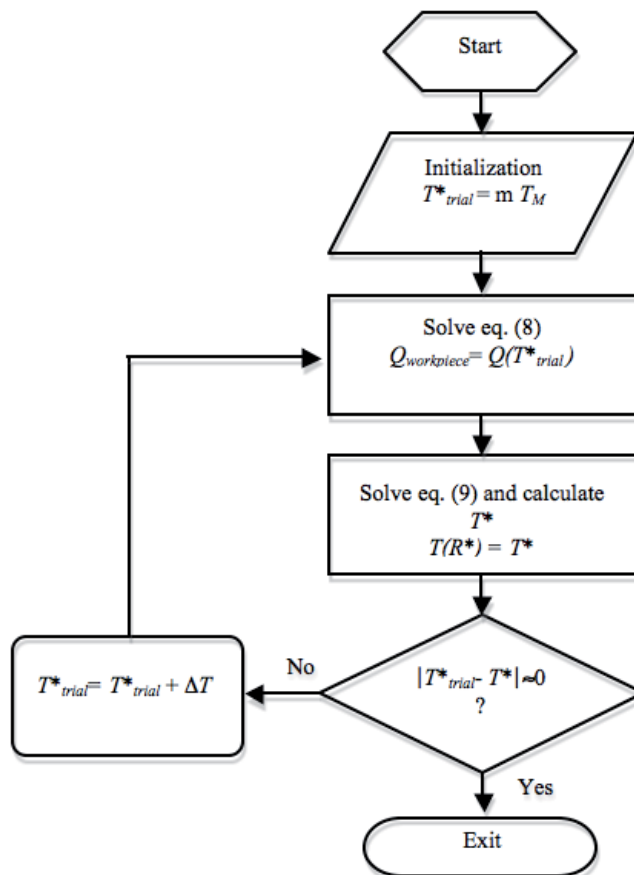 Start
Initialization
T*trial = m TM
Solve eq. (8)
Qworkpiece= Q(T*trial)
Solve eq. (9) and calculate
T*
T(R*) = T*
No
|T*trial- T*|≈0
?
T*trial= T*trial + ΔT
Yes
Exit